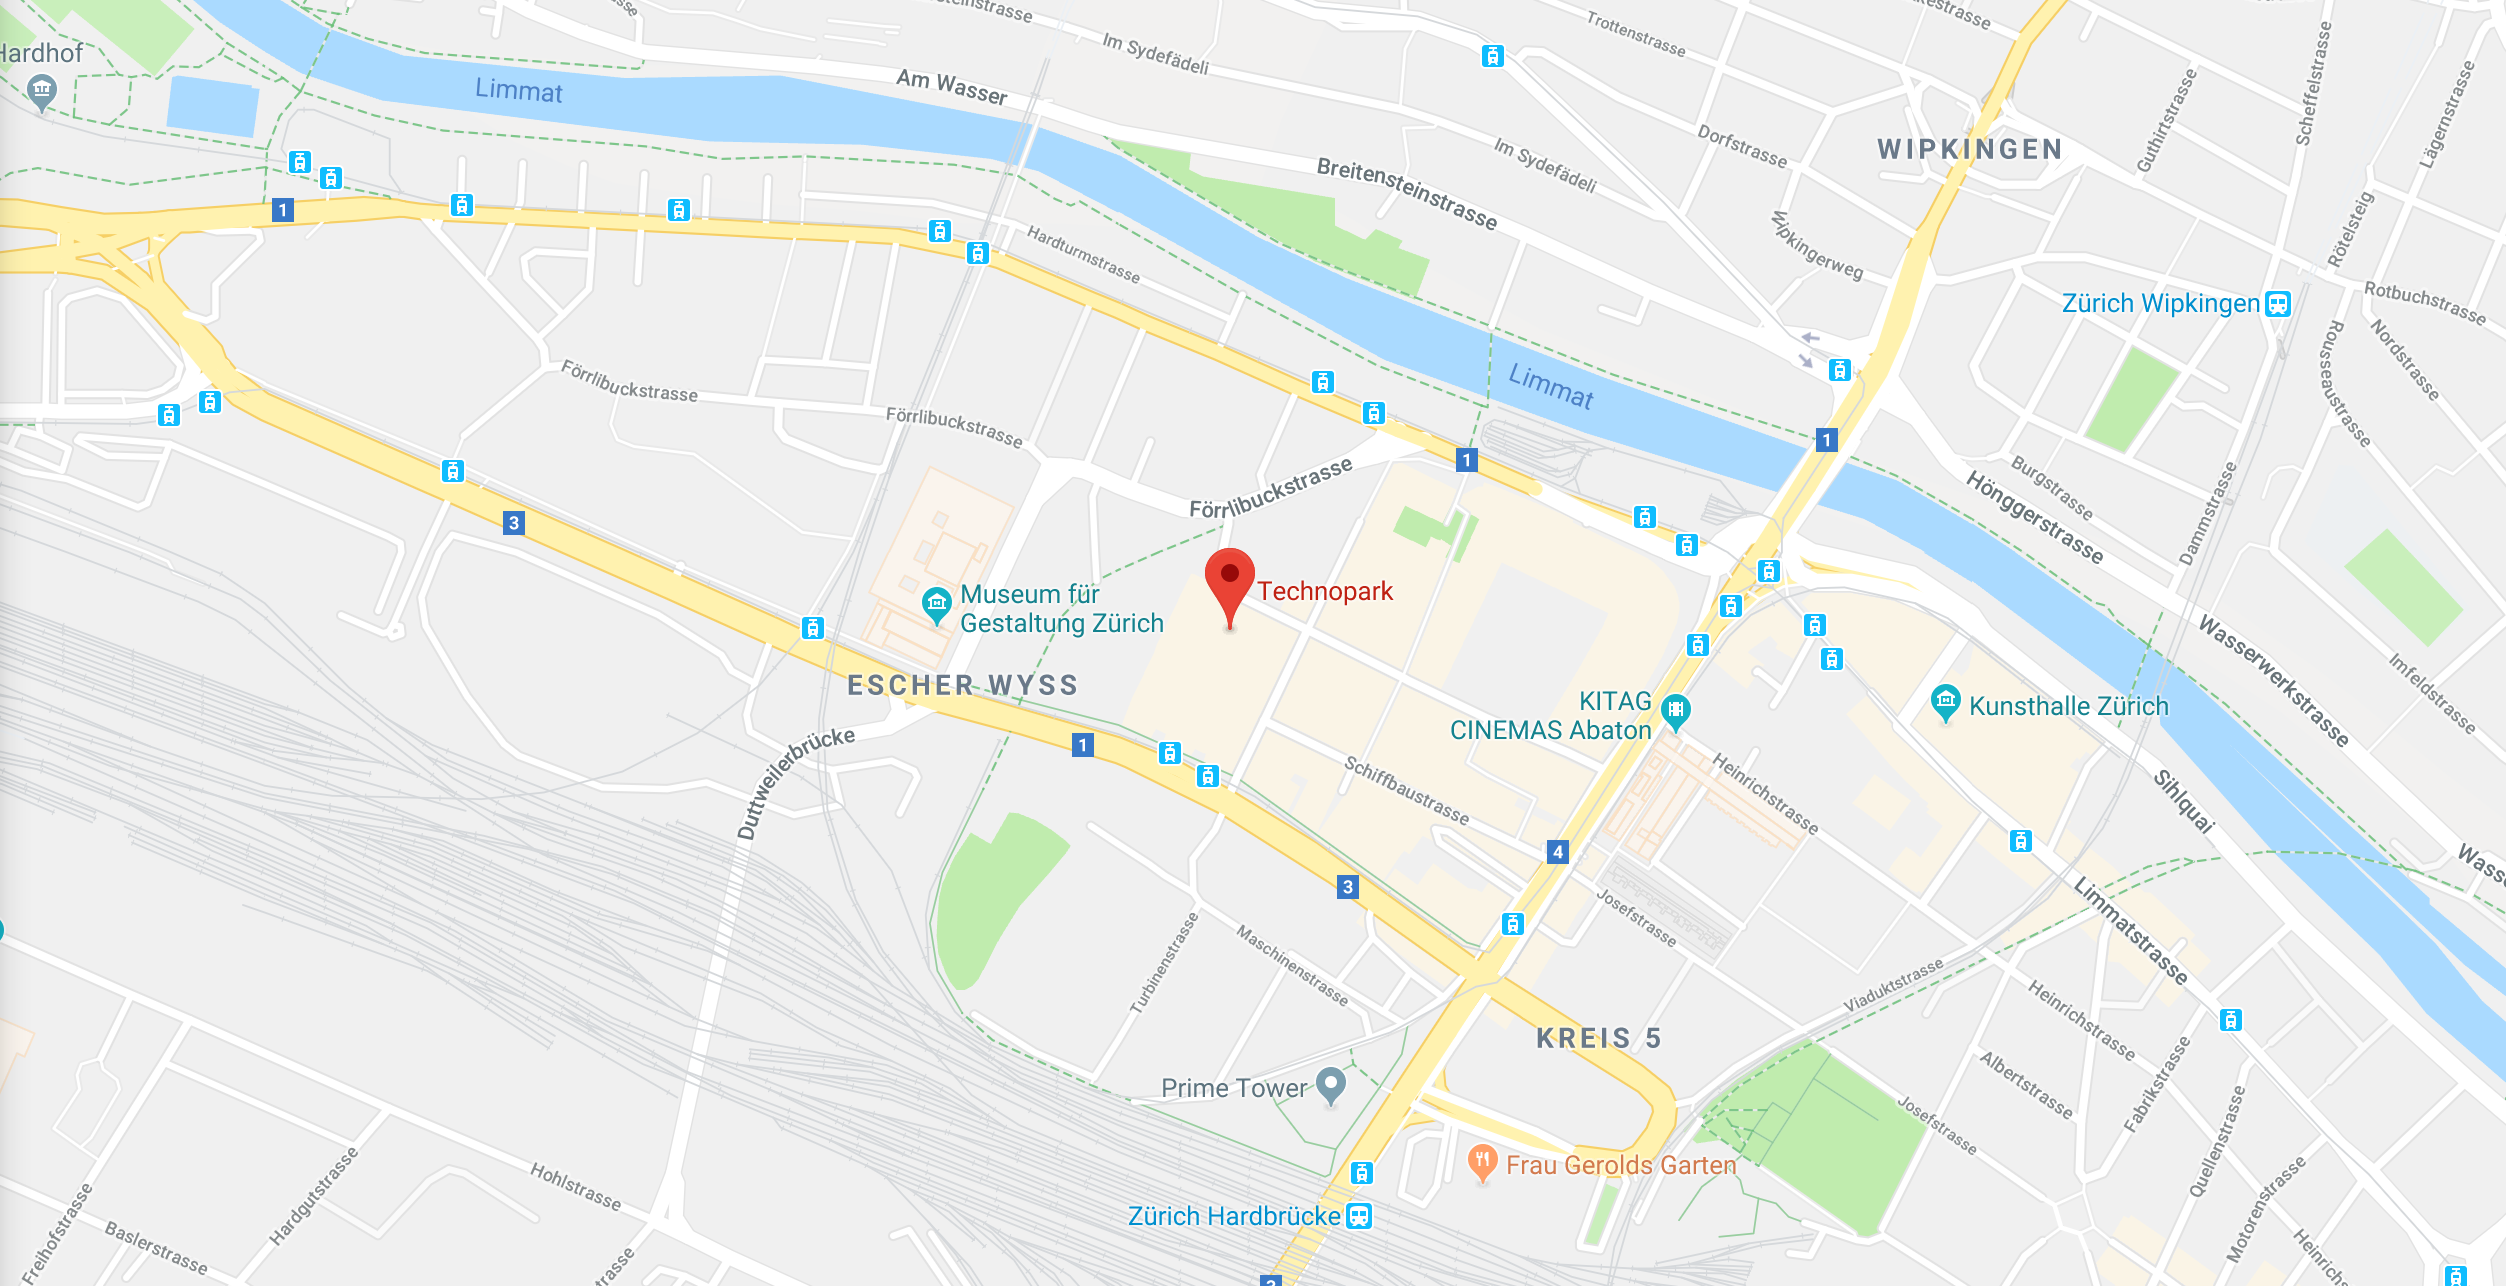 Im Sydefädeli
Trottenstrasse
Hardhof
Limmat
Am Wasser
Scheffelstrasse
Guthirtstrasse
Lägernstrasse
Dorfstrasse
WIPKINGEN
Im Sydefädeli
Breitensteinstrasse
1
Hardturmstrasse
Wipkingerweg
Rötelsteig
Zürich Wipkingen
Rotbuchstrasse
Nordstrasse
Rousseaustrasse
Förrlibuckstrasse
Limmat
Förrlibuckstrasse
1
1
Förrlibuckstrasse
Burgstrasse
Hönggerstrasse
Dammstrasse
3
Technopark
Museum für
Gestaltung Zürich
ESCHER WYSS
Wasserwerkstrasse
Imfeldstrasse
KITAG
CINEMAS Abaton
Kunsthalle Zürich
1
Duttweilerbrücke
Schiffbaustrasse
Heinrichstrasse
Sihlquai
4
3
Josefstrasse
Limmatstrasse
Turbinenstrasse
Maschinenstrasse
Viaduktstrasse
Heinrichstrasse
KREIS 5
Prime Tower
Albertstrasse
Fabrikstrasse
Josefstrasse
Quellenstrasse
Frau Gerolds Garten
Hohlstrasse
Hardgutstrasse
Freihofstrasse
Baslerstrasse
Zürich Hardbrücke
Motorenstrasse